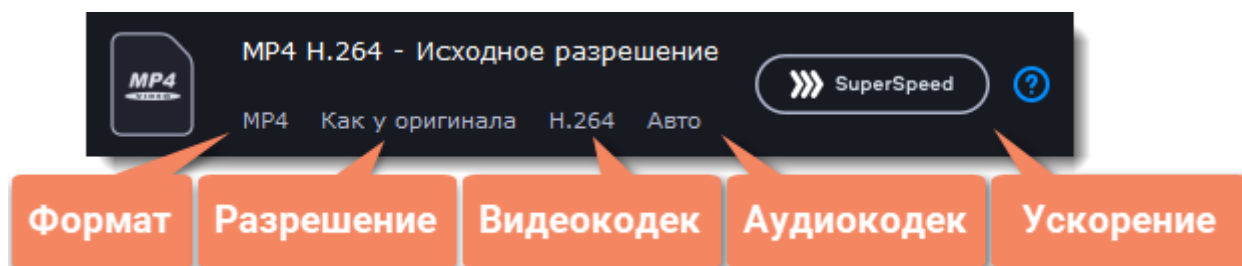 MP4 H.264 - Исходное разрешение
MP4
VIDEO
SuperSpeed
?
MP4 Как у оригинала H.264 Авто
Формат Разрешение Видеокодек Аудиокодек Ускорение